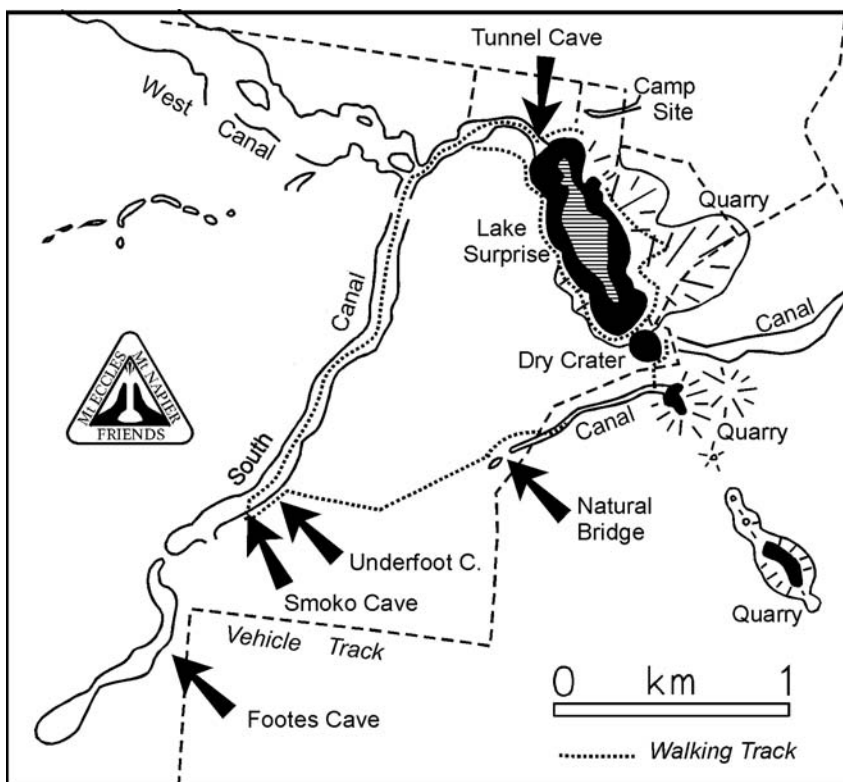 Tunnel Cave
Camp
Site
West
Canal
Quarry
Lake
Surprise
Canal
Canal
Dry Crater
Mt ECCLES
Mt NAPIER
FRIENDS
Canal
Quarry
South
Natural
Bridge
Underfoot C.
Smoko Cave
Quarry
Vehicle Track
Footes Cave
0 km 1
Walking Track